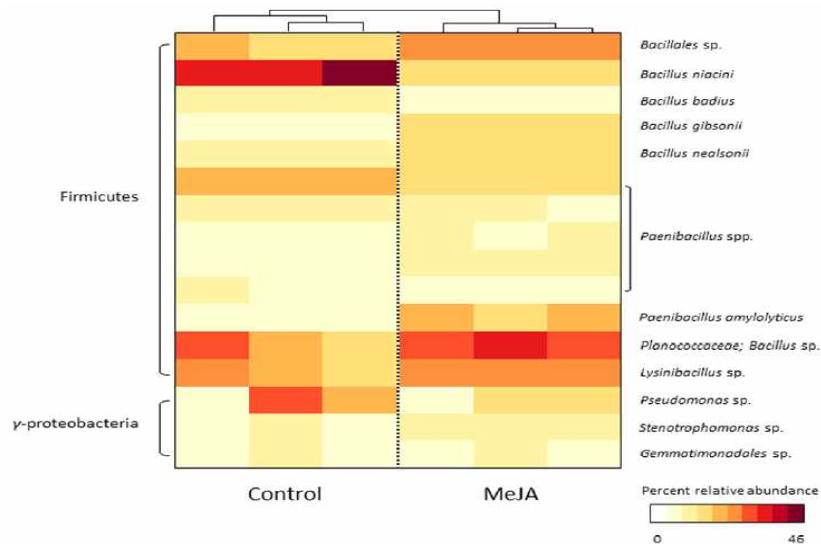 Bacillales sp.
Bacillus niacini
Bacillus badius
Bacillus gibsonii
Bacillus nealsonii
Firmicutes
Paenibacillus spp.
Paenibacillus amylolyticus
Planococcaceae; Bacillus sp.
Lysinibacillus sp.
Pseudomonas sp.
γ-proteobacteria
Stenotrophomonas sp.
Gemmatimonadales sp.
Control
MeJA
Percent relative abundance
0 46